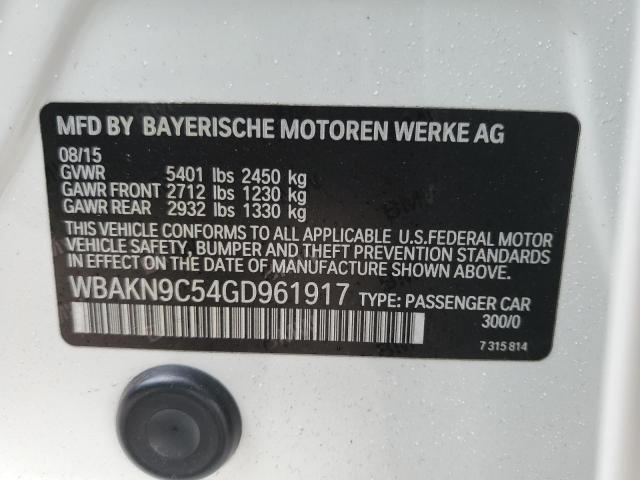 MFD BY BAYERISCHE MOTOREN WERKE AG
08/15
GVWR 5401 lbs 2450 kg
GAWR FRONT 2712 lbs 1230 kg
GAWR REAR 2932 lbs 1330 kg
THIS VEHICLE CONFORMS TO ALL APPLICABLE U.S.FEDERAL MOTOR
VEHICLE SAFETY, BUMPER AND THEFT PREVENTION STANDARDS
IN EFFECT ON THE DATE OF MANUFACTURE SHOWN ABOVE.
WBAKN9C54GD961917 TYPE: PASSENGER CAR
300/0
7 315 814